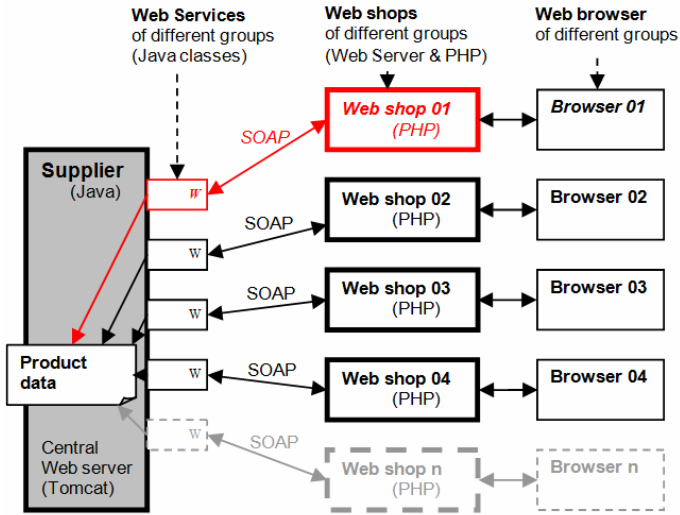 Web Services
of different groups
(Java classes)
Web shops
of different groups
(Web Server & PHP)
Web browser
of different groups
Supplier
(Java)
Product
data
Central
Web server
(Tomcat)
W
W
W
W
W
SOAP
SOAP
SOAP
SOAP
SOAP
Web shop 01
(PHP)
Web shop 02
(PHP)
Web shop 03
(PHP)
Web shop 04
(PHP)
Web shop n
(PHP)
Browser 01
Browser 02
Browser 03
Browser 04
Browser n